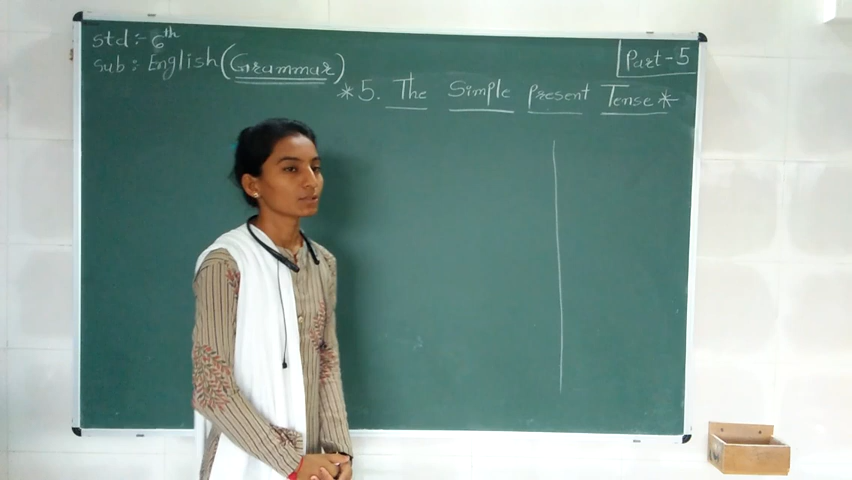 std:- 6th
Part-5
sub: English (Grammar)
*5. The Simple Present Tense*